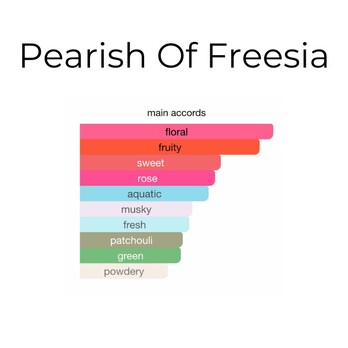 Pearish Of Freesia
main accords
floral
fruity
sweet
rose
aquatic
musky
fresh
patchouli
green
powdery